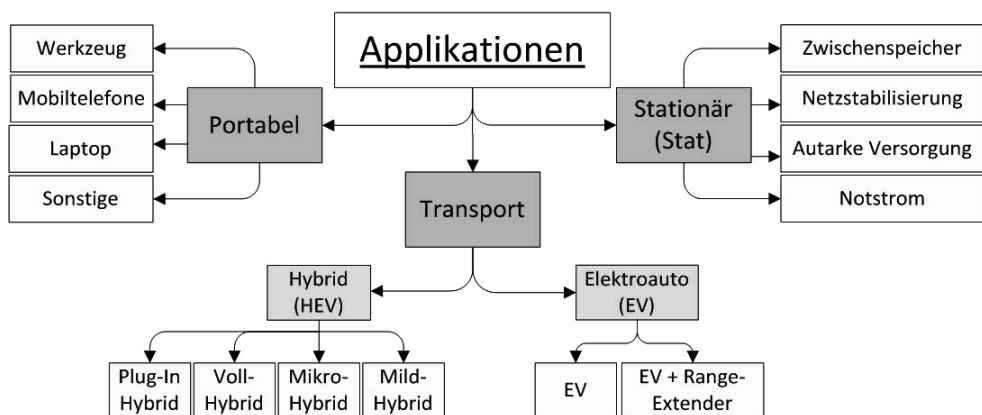 Applikationen
Werkzeug
Mobiltelefone
Laptop
Sonstige
Portabel
Stationär
(Stat)
Zwischenspeicher
Netzstabilisierung
Autarke Versorgung
Notstrom
Transport
Hybrid
(HEV)
Elektroauto
(EV)
Plug-In
Hybrid
Voll-
Hybrid
Mikro-
Hybrid
Mild-
Hybrid
EV
EV + Range-
Extender